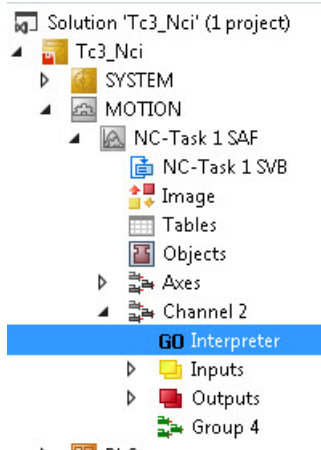 Solution 'Tc3_Nci' (1 project)
Tc3_Nci
SYSTEM
MOTION
NC-Task 1 SAF
NC-Task 1 SVB
Image
Tables
Objects
Axes
Channel 2
GO Interpreter
Inputs
Outputs
Group 4